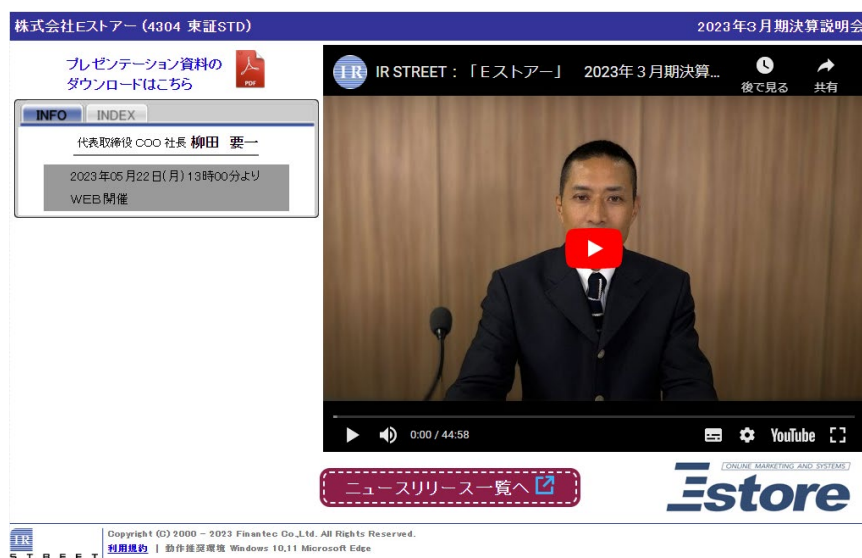 株式会社Eストアー (4304 東証STD)
2023年3月期決算説明会
プレゼンテーション資料の
ダウンロードはこちら
PDF
INFO
INDEX
代表取締役 COO 社長 柳田 要一
2023年05月22日(月)13時00分より
WEB開催
IR
IR STREET：「Eストアー」 2023年３月期決算...
後で見る
共有
0:00 / 44:58
YouTube
ニュースリリース一覧へ
ONLINE MARKETING AND SYSTEMS
Estore
IR
STREET
Copyright (C) 2000 - 2023 Finantec Co.,Ltd. All Rights Reserved.
利用規約 | 動作推奨環境 Windows 10,11 Microsoft Edge